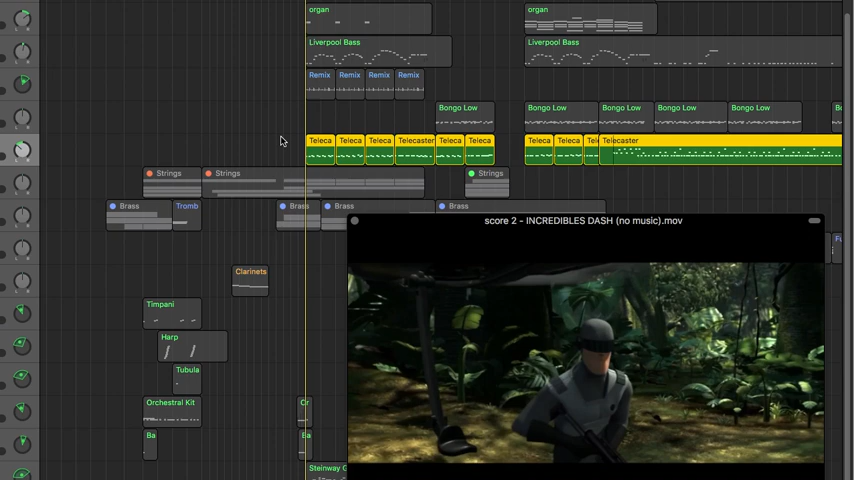 organ organ
Liverpool Bass Liverpool Bass
Remix Remix Remix Remix
Bongo Low Bongo Low Bongo Low Bongo Low Bongo Low
Teleca Teleca Teleca Telecaster Teleca Teleca Teleca Teleca Telecaster
Strings Strings Strings
Brass Tromb Brass Brass Brass
score 2 - INCREDIBLES DASH (no music).mov
Clarinets
Timpani
Harp
Tubula
Orchestral Kit
Ba Ba
Steinway G